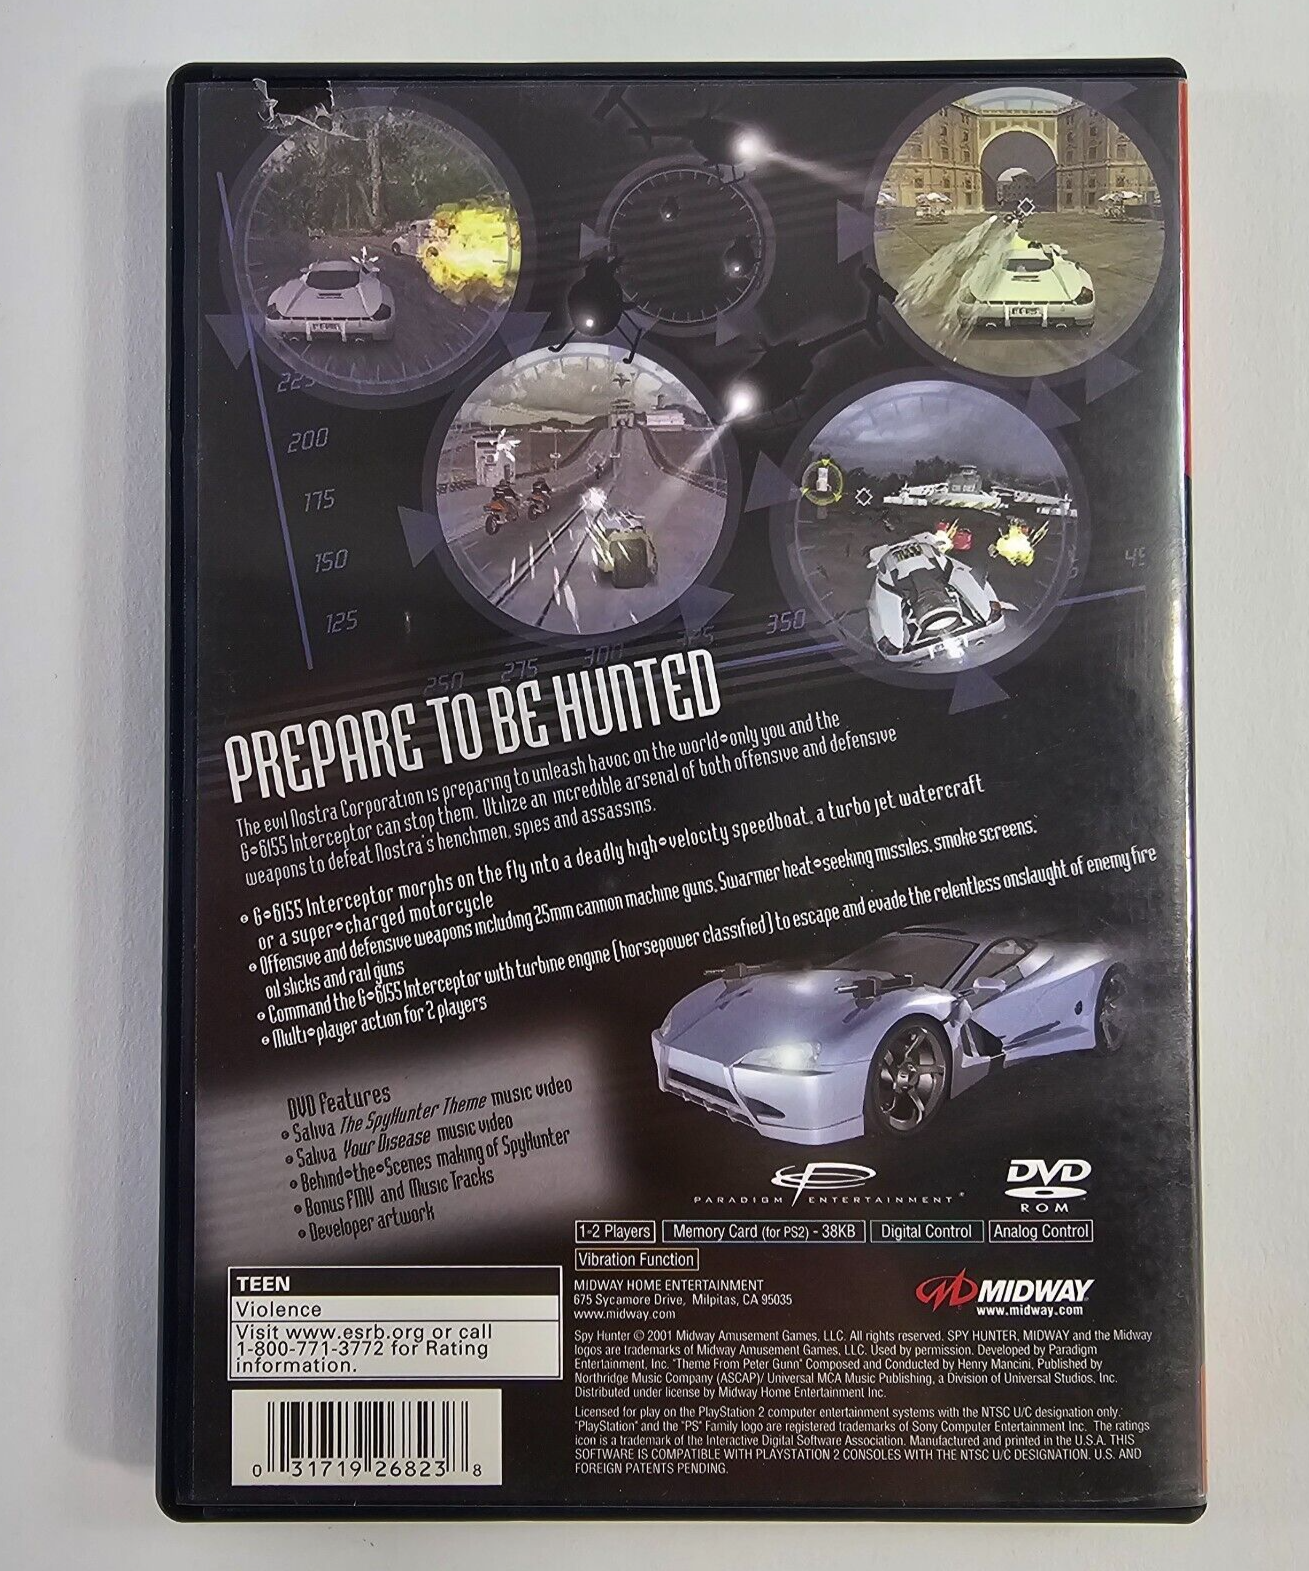 225
200
175
150
125
250
275
300
325
350
PREPARE TO BE HUNTED
The evil Nostra Corporation is preparing to unleash havoc on the world•only you and the
G•6155 Interceptor can stop them. Utilize an incredible arsenal of both offensive and defensive
weapons to defeat Nostra's henchmen, spies and assassins.
• G•6155 Interceptor morphs on the fly into a deadly high•velocity speedboat, a turbo jet watercraft
or a super•charged motorcycle
• Offensive and defensive weapons including 25mm cannon machine guns, Swarmer heat•seeking missiles, smoke screens,
oil slicks and rail guns
• Command the G•6155 Interceptor with turbine engine (horsepower classified) to escape and evade the relentless onslaught of enemy fire
• Multi•player action for 2 players
DVD Features
• Saliva The SpyHunter Theme music video
• Saliva Your Disease music video
• Behind•the•Scenes making of SpyHunter
• Bonus FMV and Music Tracks
• Developer artwork
PARADIGM ENTERTAINMENT
DVD
ROM
1-2 Players Memory Card (for PS2) - 38KB Digital Control Analog Control
Vibration Function
TEEN
Violence
Visit www.esrb.org or call
1-800-771-3772 for Rating
information.
MIDWAY HOME ENTERTAINMENT
675 Sycamore Drive, Milpitas, CA 95035
www.midway.com
MIDWAY
www.midway.com
Spy Hunter © 2001 Midway Amusement Games, LLC. All rights reserved. SPY HUNTER, MIDWAY and the Midway
logos are trademarks of Midway Amusement Games, LLC. Used by permission. Developed by Paradigm
Entertainment, Inc. "Theme From Peter Gunn" Composed and Conducted by Henry Mancini, Published by
Northridge Music Company (ASCAP)/ Universal MCA Music Publishing, a Division of Universal Studios, Inc.
Distributed under license by Midway Home Entertainment Inc.
Licensed for play on the PlayStation 2 computer entertainment systems with the NTSC U/C designation only.
"PlayStation" and the "PS" Family logo are registered trademarks of Sony Computer Entertainment Inc. The ratings
icon is a trademark of the Interactive Digital Software Association. Manufactured and printed in the U.S.A. THIS
SOFTWARE IS COMPATIBLE WITH PLAYSTATION 2 CONSOLES WITH THE NTSC U/C DESIGNATION. U.S. AND
FOREIGN PATENTS PENDING.
0 31719 26823 8